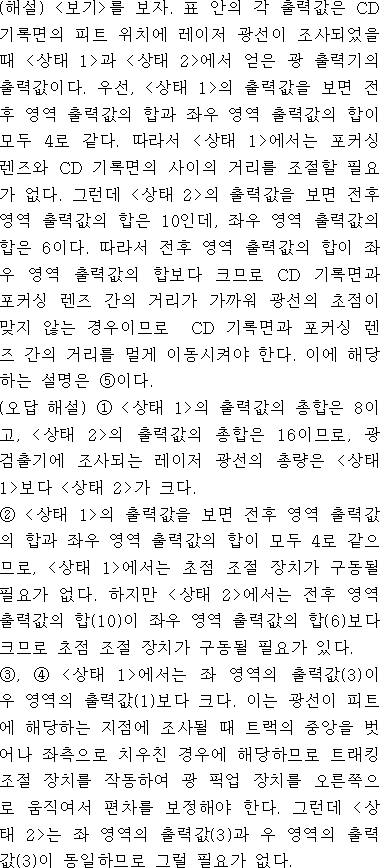 (해설) <보기>를 보자. 표 안의 각 출력값은 CD
기록면의 피트 위치에 레이저 광선이 조사되었을
때 <상태 1>과 <상태 2>에서 얻은 광 출력기의
출력값이다. 우선, <상태 1>의 출력값을 보면 전
후 영역 출력값의 합과 좌우 영역 출력값의 합이
모두 4로 같다. 따라서 <상태 1>에서는 포커싱
렌즈와 CD 기록면의 사이의 거리를 조절할 필요
가 없다. 그런데 <상태 2>의 출력값을 보면 전후
영역 출력값의 합은 10인데, 좌우 영역 출력값의
합은 6이다. 따라서 전후 영역 출력값의 합이 좌
우 영역 출력값의 합보다 크므로 CD 기록면과
포커싱 렌즈 간의 거리가 가까워 광선의 초점이
맞지 않는 경우이므로 CD 기록면과 포커싱 렌
즈 간의 거리를 멀게 이동시켜야 한다. 이에 해당
하는 설명은 ⑤이다.
(오답 해설) ① <상태 1>의 출력값의 총합은 8이
고, <상태 2>의 출력값의 총합은 16이므로, 광
검출기에 조사되는 레이저 광선의 총량은 <상태
1>보다 <상태 2>가 크다.
② <상태 1>의 출력값을 보면 전후 영역 출력값
의 합과 좌우 영역 출력값의 합이 모두 4로 같으
므로, <상태 1>에서는 초점 조절 장치가 구동될
필요가 없다. 하지만 <상태 2>에서는 전후 영역
출력값의 합(10)이 좌우 영역 출력값의 합(6)보다
크므로 초점 조절 장치가 구동될 필요가 있다.
③, ④ <상태 1>에서는 좌 영역의 출력값(3)이
우 영역의 출력값(1)보다 크다. 이는 광선이 피트
에 해당하는 지점에 조사될 때 트랙의 중앙을 벗
어나 좌측으로 치우친 경우에 해당하므로 트래킹
조절 장치를 작동하여 광 픽업 장치를 오른쪽으
로 움직여서 편차를 보정해야 한다. 그런데 <상
태 2>는 좌 영역의 출력값(3)과 우 영역의 출력
값(3)이 동일하므로 그럴 필요가 없다.